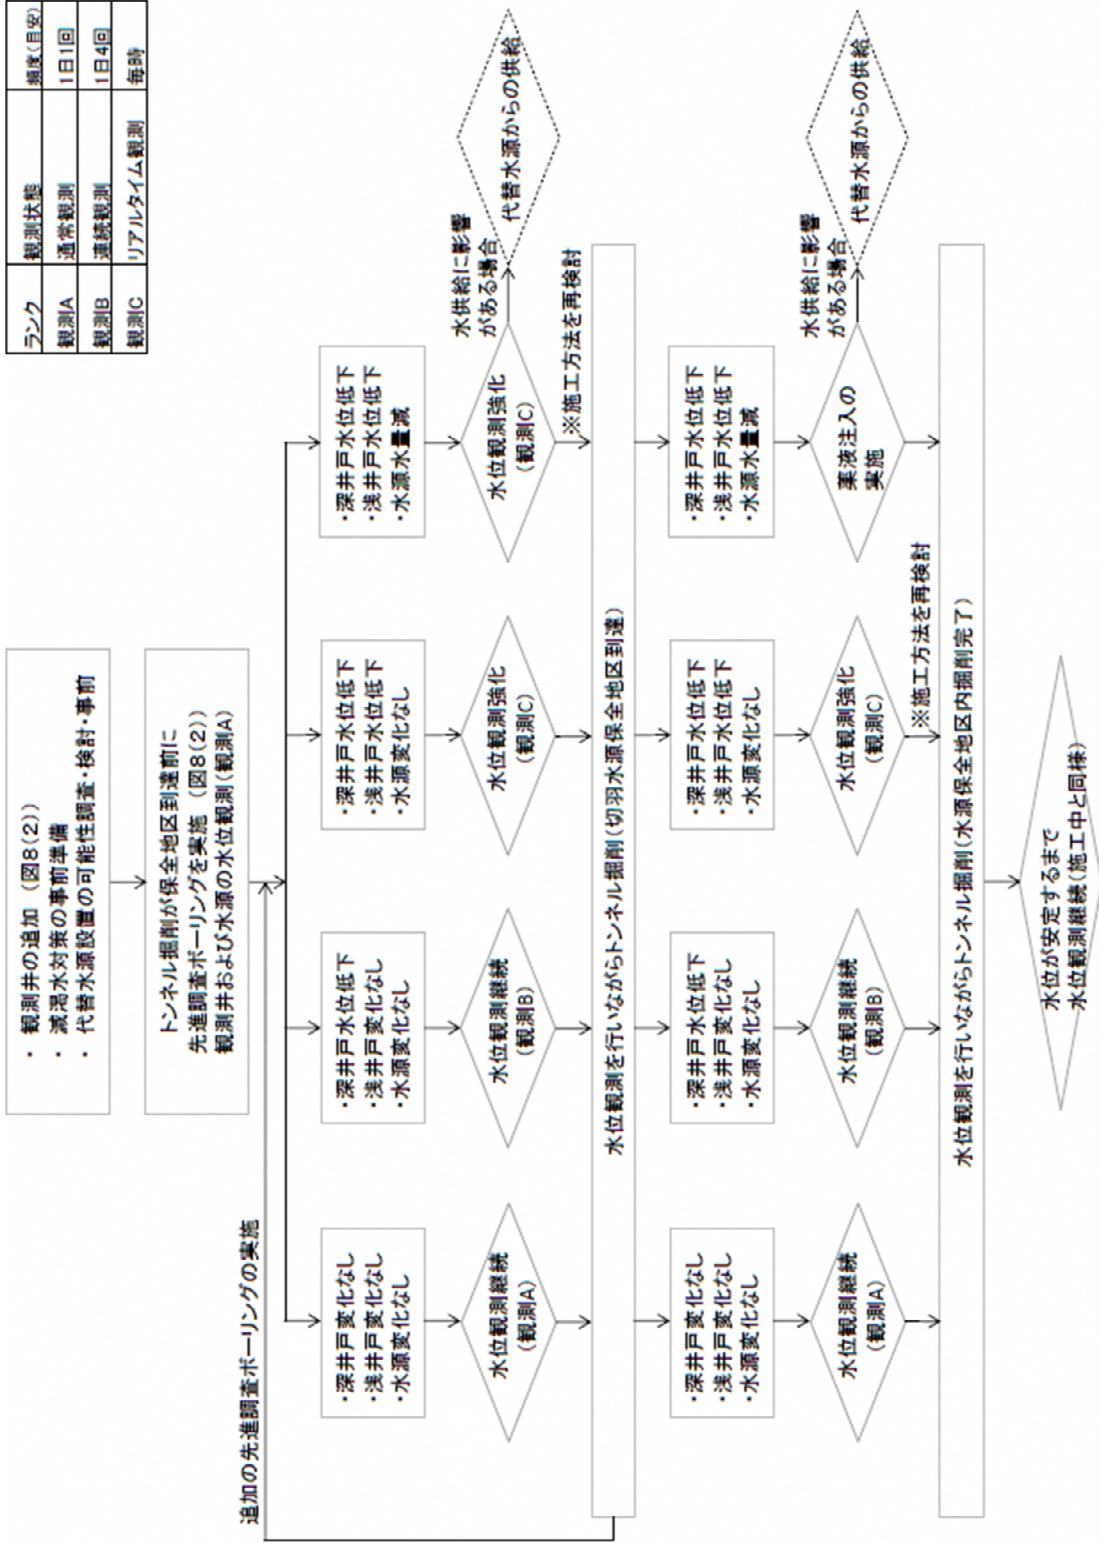 ・ 観測井の追加 (図8(2))
・ 減渇水対策の事前準備
・ 代替水源設置の可能性調査・検討・事前
ランク 観測状態 頻度(目安)
観測A 通常観測 1日1回
観測B 連続観測 1日4回
観測C リアルタイム観測 毎時
トンネル掘削が保全地区到達前に
先進調査ボーリングを実施 (図8(2))
観測井および水源の水位観測(観測A)
追加の先進調査ボーリングの実施
・深井戸変化なし
・浅井戸変化なし
・水源変化なし
・深井戸水位低下
・浅井戸変化なし
・水源変化なし
・深井戸水位低下
・浅井戸水位低下
・水源変化なし
・深井戸水位低下
・浅井戸水位低下
・水源水量減
水位観測継続
(観測A)
水位観測継続
(観測B)
水位観測強化
(観測C)
水位観測強化
(観測C)
水供給に影響
がある場合
代替水源からの供給
※施工方法を再検討
水位観測を行いながらトンネル掘削(切羽水源保全地区到達)
・深井戸変化なし
・浅井戸変化なし
・水源変化なし
・深井戸水位低下
・浅井戸変化なし
・水源変化なし
・深井戸水位低下
・浅井戸水位低下
・水源変化なし
・深井戸水位低下
・浅井戸水位低下
・水源水量減
水位観測継続
(観測A)
水位観測継続
(観測B)
水位観測強化
(観測C)
薬液注入の
実施
水供給に影響
がある場合
代替水源からの供給
※施工方法を再検討
水位観測を行いながらトンネル掘削(水源保全地区内掘削完了)
水位が安定するまで
水位観測継続(施工中と同様)